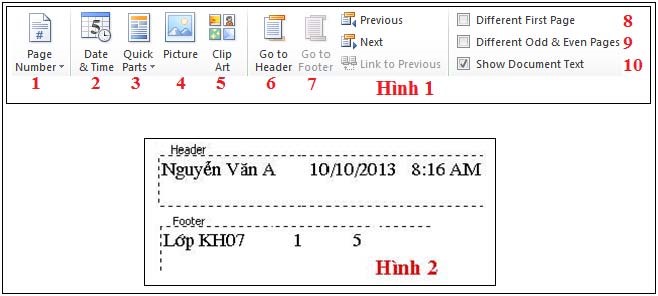 Page Number
1
Date & Time
2
Quick Parts
3
Picture
4
Clip Art
5
Go to Header
6
Go to Footer
7
Previous
Next
Link to Previous
Different First Page 8
Different Odd & Even Pages 9
Show Document Text 10
Hình 1
Header
Nguyễn Văn A 10/10/2013 8:16 AM
Footer
Lớp KH07 1 5
Hình 2